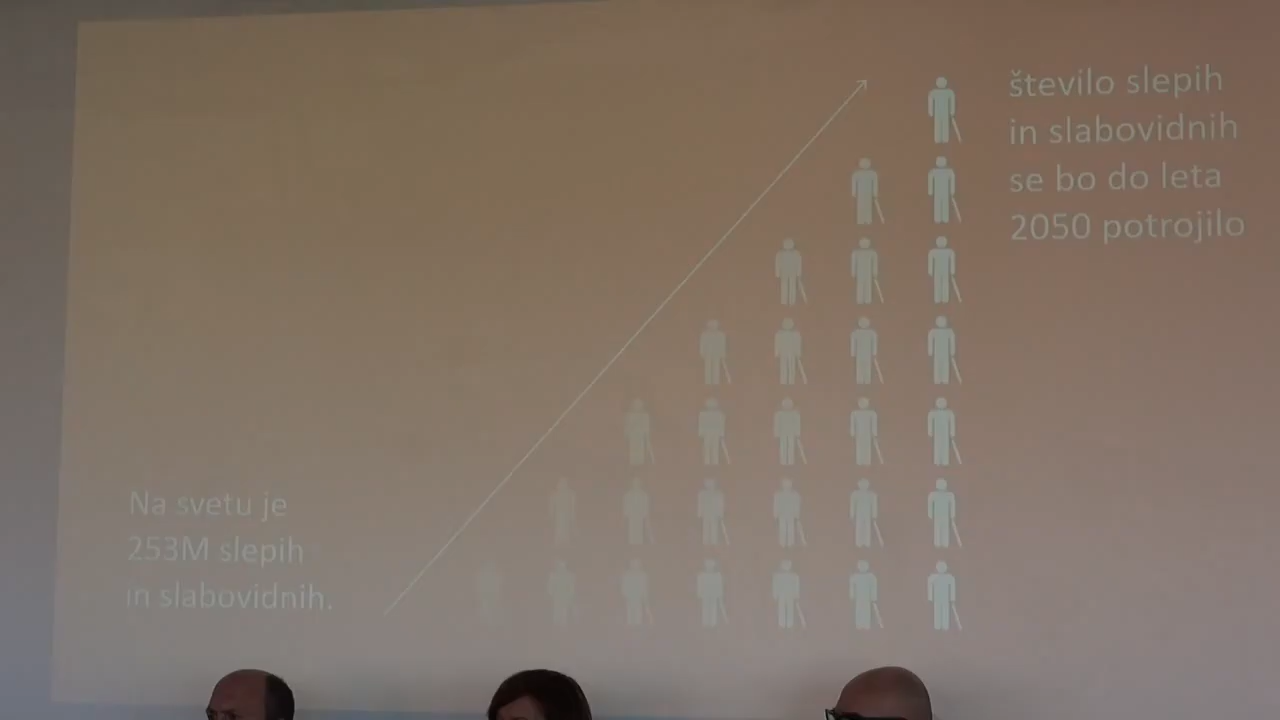 število slepih
in slabovidnih
se bo do leta
2050 potrojilo
Na svetu je
253M slepih
in slabovidnih.